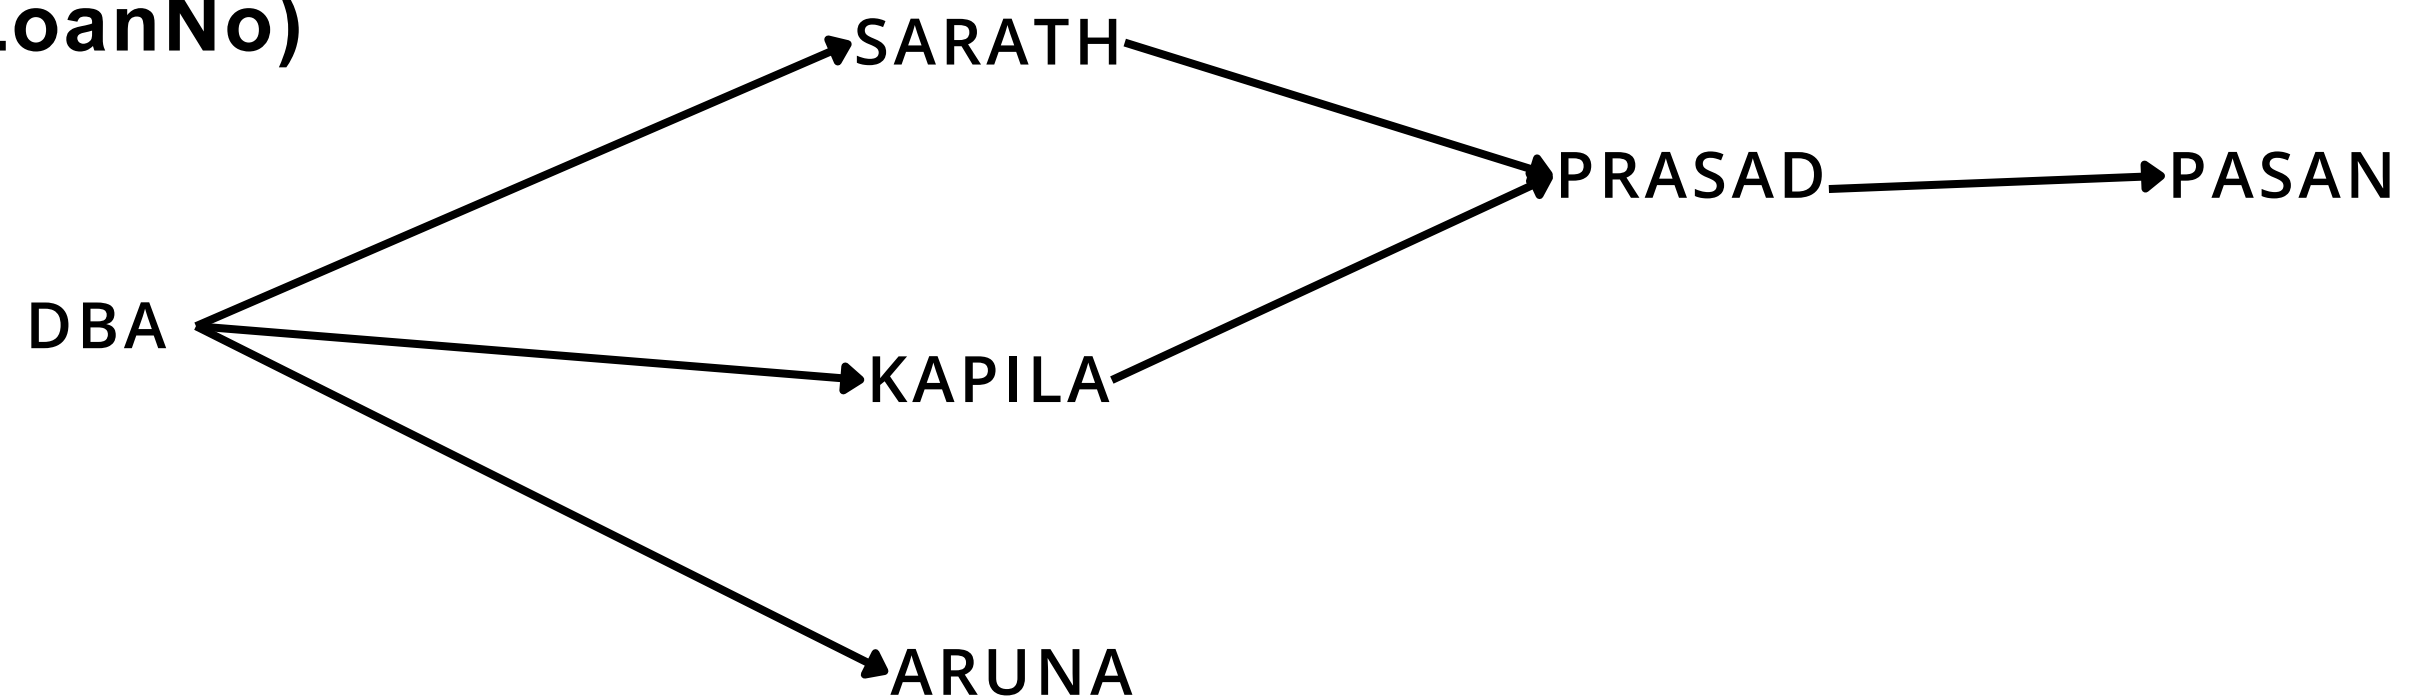 oanNo)
SARATH
PRASAD
PASAN
DBA
KAPILA
ARUNA